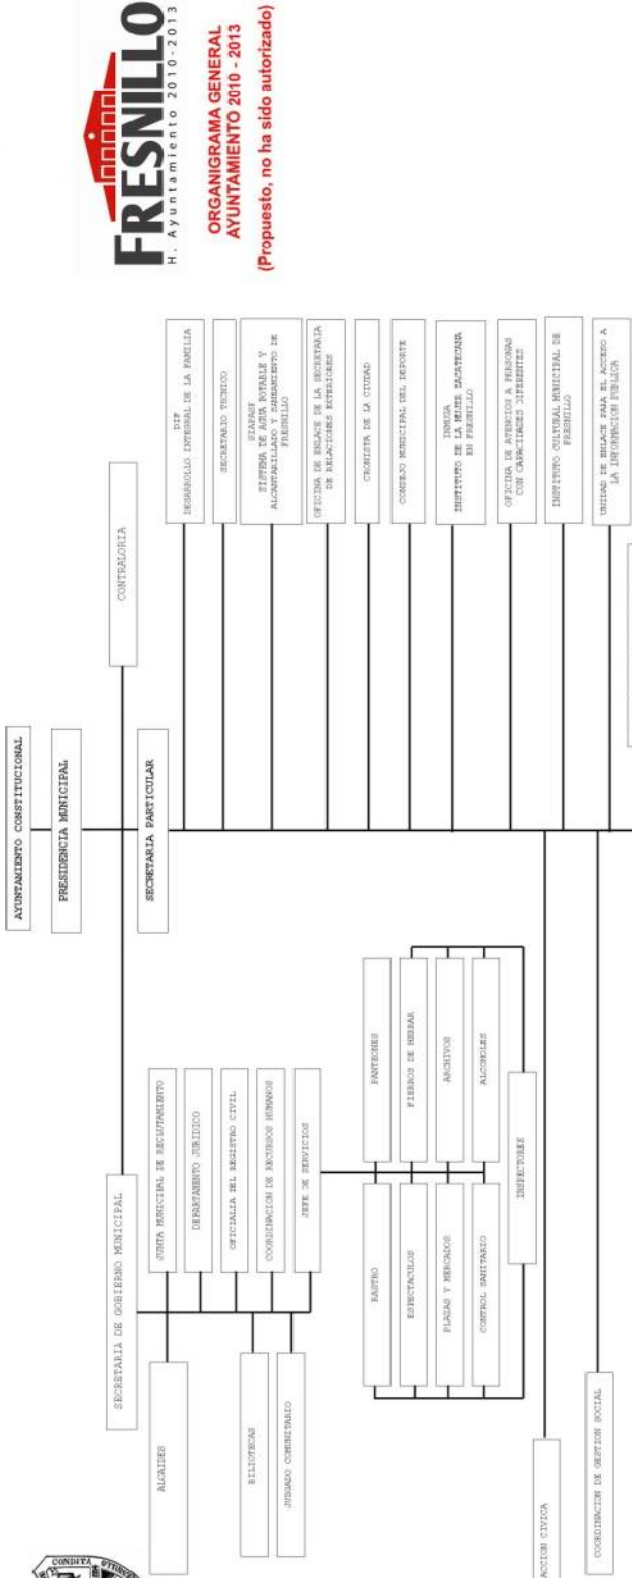 FRESNILLO
H. Ayuntamiento 2010-2013
ORGANIGRAMA GENERAL
AYUNTAMIENTO 2010 - 2013
(Propuesto, no ha sido autorizado)
CONDITA
AYUNTAMIENTO CONSTITUCIONAL
PRESIDENCIA MUNICIPAL
SECRETARIA DE GOBIERNO MUNICIPAL
CONTRALORIA
SECRETARIA PARTICULAR
ALCAIDES
JUNTA MUNICIPAL DE RECLUTAMIENTO
DEPARTAMENTO JURIDICO
OFICIALIA DEL REGISTRO CIVIL
BILIOTECAS
COORDINACION DE RECURSOS HUMANOS
JUZGADO COMUNITARIO
JEFE DE SERVICIOS
RASTRO
PANTEONES
ESPECTACULOS
FIERROS DE HERRAR
PLAZAS Y MERCADOS
ARCHIVOS
CONTROL SANITARIO
ALCOHOLES
INSPECTORES
DIF
DESARROLLO INTEGRAL DE LA FAMILIA
SECRETARIO TECNICO
SIAPASF
SISTEMA DE AGUA POTABLE Y
ALCANTARILLADO Y SANEAMIENTO DE
FRESNILLO
OFICINA DE ENLACE DE LA SECRETARIA
DE RELACIONES EXTERIORES
CRONISTA DE LA CIUDAD
CONSEJO MUNICIPAL DEL DEPORTE
INMUZA
INSTITUTO DE LA MUJER ZACATECANA
EN FRESNILLO
OFICINA DE ATENCION A PERSONAS
CON CAPACIDADES DIFERENTES
INSTITUTO CULTURAL MUNICIPAL DE
FRESNILLO
UNIDAD DE ENLACE PARA EL ACCESO A
LA INFORMACION PUBLICA
ACCION CIVICA
COORDINACION DE GESTION SOCIAL